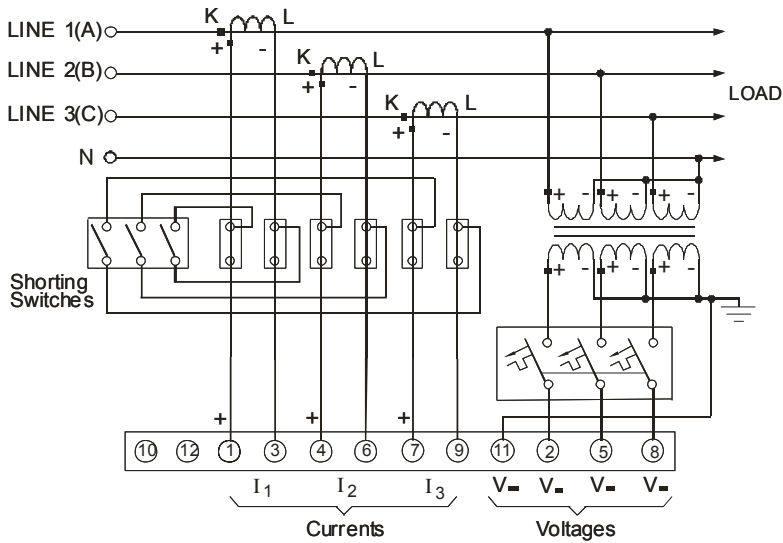 K L
LINE 1(A)
+ -
K L
LINE 2(B)
+ -
LOAD
K L
LINE 3(C)
+ -
N
+ - + - + -
Shorting
Switches
+ - + - + -
+ + +
10 12 1 3 4 6 7 9 11 2 5 8
I1 I2 I3 V V V V
Currents Voltages